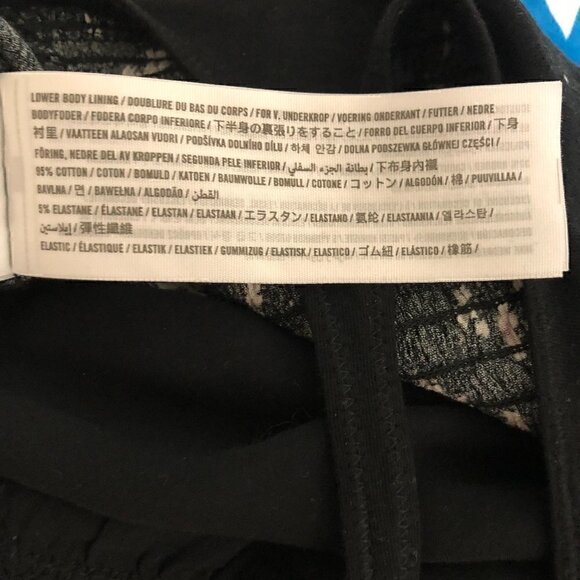 LOWER BODY LINING / DOUBLURE DU BAS DU CORPS / FOR V. UNDERKROP / VOERING ONDERKANT / FUTTER / NEDRE
BODYFODER / FODERA CORPO INFERIORE / 下半身の裏張りをすること / FORRO DEL CUERPO INFERIOR / 下身
衬里 / VAATTEEN ALAOSAN VUORI / PODŠÍVKA DOLNÍHO DÍLU / 하체 안감 / DOLNA PODSZEWKA GŁÓWNEJ CZĘŚCI /
FÔRING, NEDRE DEL AV KROPPEN / SEGUNDA PELE INFERIOR / بطانة الجزء السفلي / 下布身內襯
95% COTTON / COTON / BOMULD / KATOEN / BAUMWOLLE / BOMULL / COTONE / コットン / ALGODÓN / 棉 / PUUVILLAA /
BAVLNA / 면 / BAWEŁNA / ALGODÃO / القطن
5% ELASTANE / ÉLASTANE / ELASTAN / ELASTAAN / エラスタン / ELASTANO / 氨纶 / ELASTAANIA / 엘라스탄 /
إيلاستين / 彈性纖維
ELASTIC / ÉLASTIQUE / ELASTIK / ELASTIEK / GUMMIZUG / ELASTISK / ELASTICO / ゴム紐 / ELÁSTICO / 橡筋 /